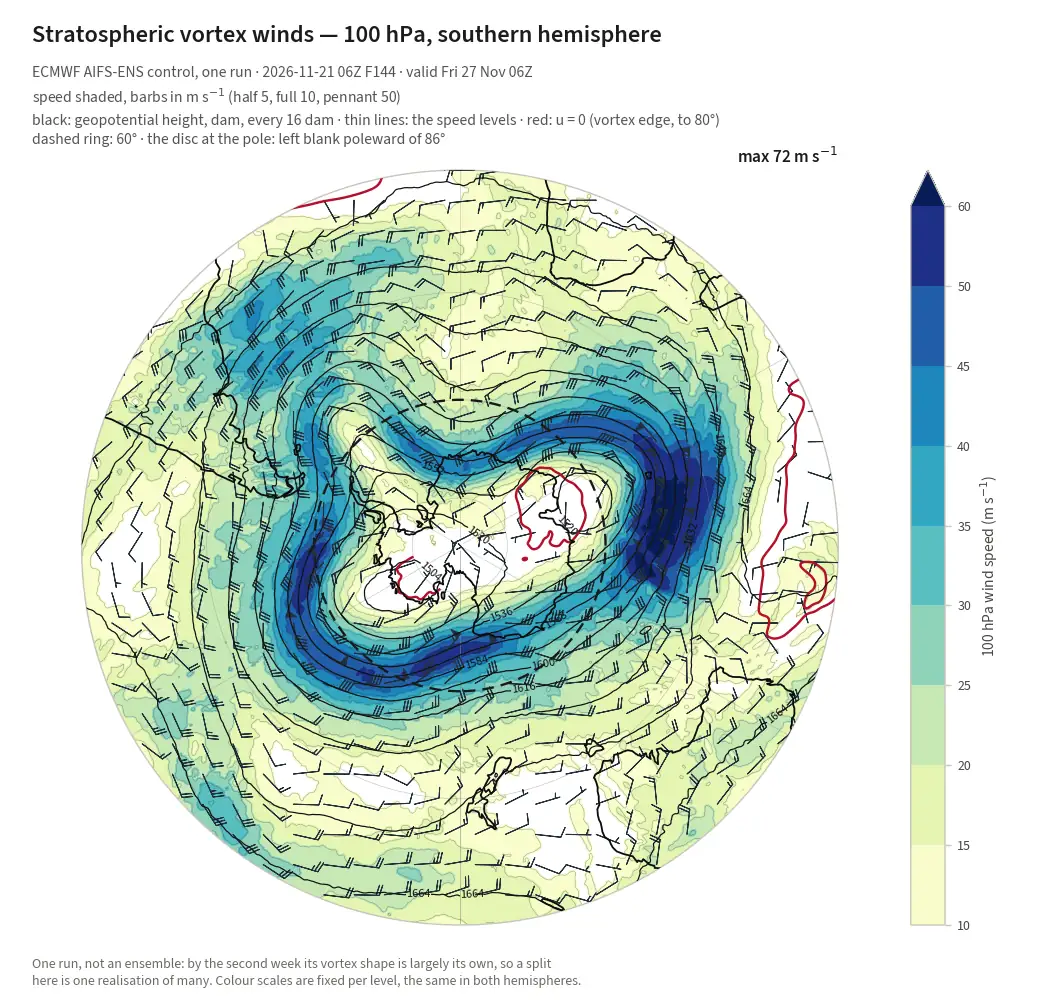 Stratospheric vortex winds — 100 hPa, southern hemisphere
ECMWF AIFS-ENS control, one run · 2026-11-21 06Z F144 · valid Fri 27 Nov 06Z
speed shaded, barbs in m s⁻¹ (half 5, full 10, pennant 50)
black: geopotential height, dam, every 16 dam · thin lines: the speed levels · red: u = 0 (vortex edge, to 80°)
dashed ring: 60° · the disc at the pole: left blank poleward of 86°
max 72 m s⁻¹
60
50
45
40
35
30
25
20
15
10
100 hPa wind speed (m s⁻¹)
1664
1632
1520
1520
1504
1536
1584
1600
1616
1664
1664
1664
One run, not an ensemble: by the second week its vortex shape is largely its own, so a split
here is one realisation of many. Colour scales are fixed per level, the same in both hemispheres.